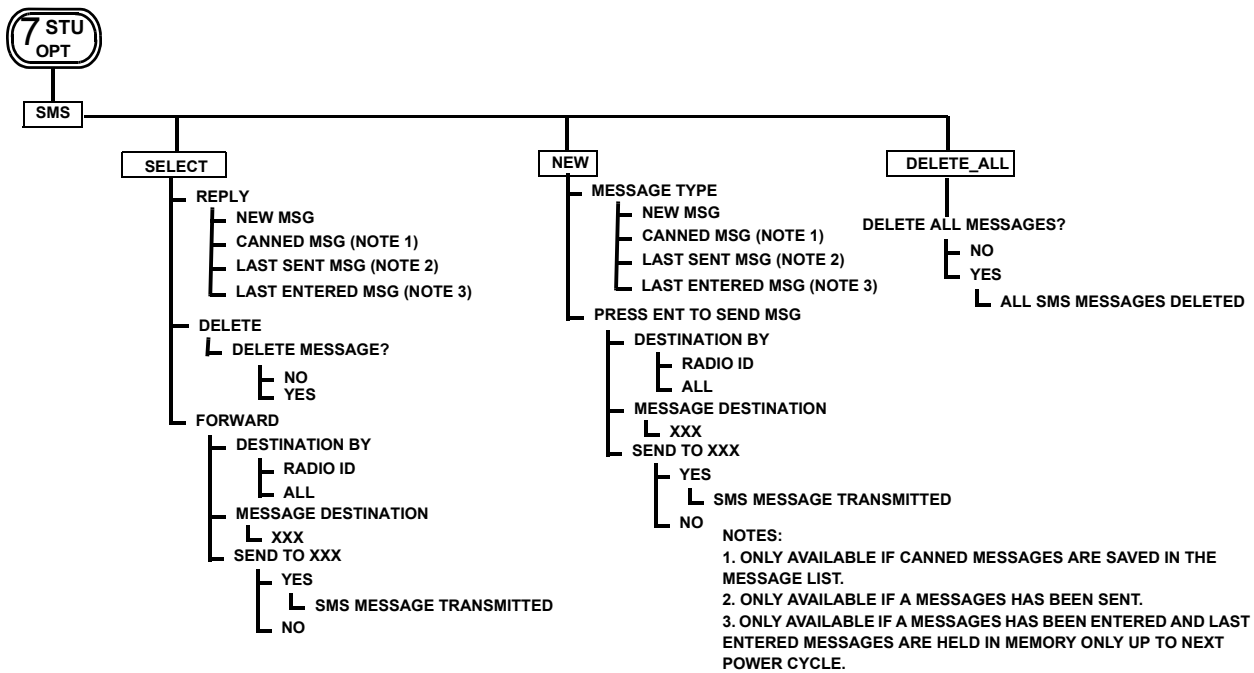 7 STU
OPT
SMS
SELECT
REPLY
NEW MSG
CANNED MSG (NOTE 1)
LAST SENT MSG (NOTE 2)
LAST ENTERED MSG (NOTE 3)
DELETE
DELETE MESSAGE?
NO
YES
FORWARD
DESTINATION BY
RADIO ID
ALL
MESSAGE DESTINATION
XXX
SEND TO XXX
YES
SMS MESSAGE TRANSMITTED
NO
NEW
MESSAGE TYPE
NEW MSG
CANNED MSG (NOTE 1)
LAST SENT MSG (NOTE 2)
LAST ENTERED MSG (NOTE 3)
PRESS ENT TO SEND MSG
DESTINATION BY
RADIO ID
ALL
MESSAGE DESTINATION
XXX
SEND TO XXX
YES
SMS MESSAGE TRANSMITTED
NO
DELETE_ALL
DELETE ALL MESSAGES?
NO
YES
ALL SMS MESSAGES DELETED
NOTES:
1. ONLY AVAILABLE IF CANNED MESSAGES ARE SAVED IN THE
MESSAGE LIST.
2. ONLY AVAILABLE IF A MESSAGES HAS BEEN SENT.
3. ONLY AVAILABLE IF A MESSAGES HAS BEEN ENTERED AND LAST
ENTERED MESSAGES ARE HELD IN MEMORY ONLY UP TO NEXT
POWER CYCLE.